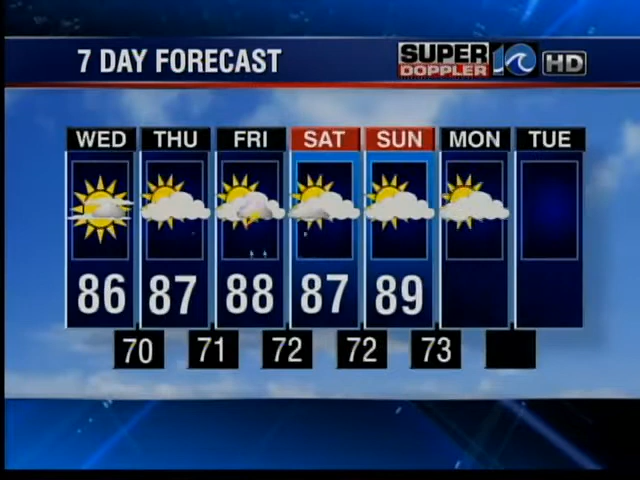 7 DAY FORECAST
SUPER DOPPLER 10 HD
WED THU FRI SAT SUN MON TUE
86 87 88 87 89
70 71 72 72 73